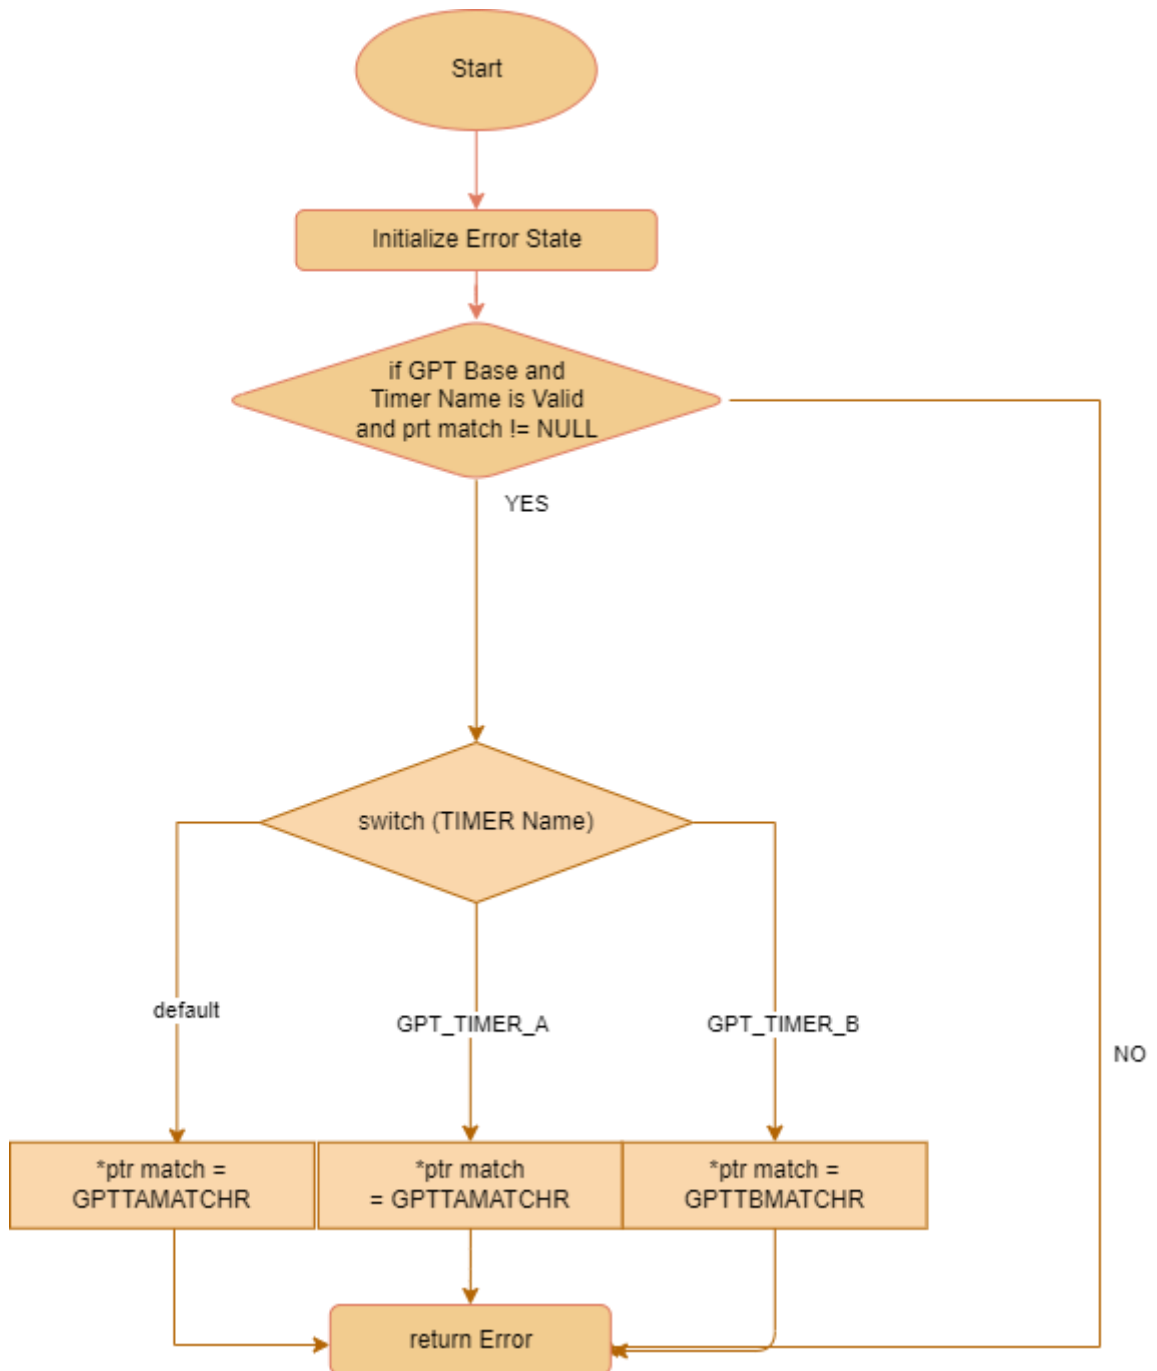 Start
Initialize Error State
if GPT Base and
Timer Name is Valid
and prt match != NULL
YES
switch (TIMER Name)
default
GPT_TIMER_A
GPT_TIMER_B
NO
*ptr match =
GPTTAMATCHR
*ptr match
= GPTTAMATCHR
*ptr match =
GPTTBMATCHR
return Error